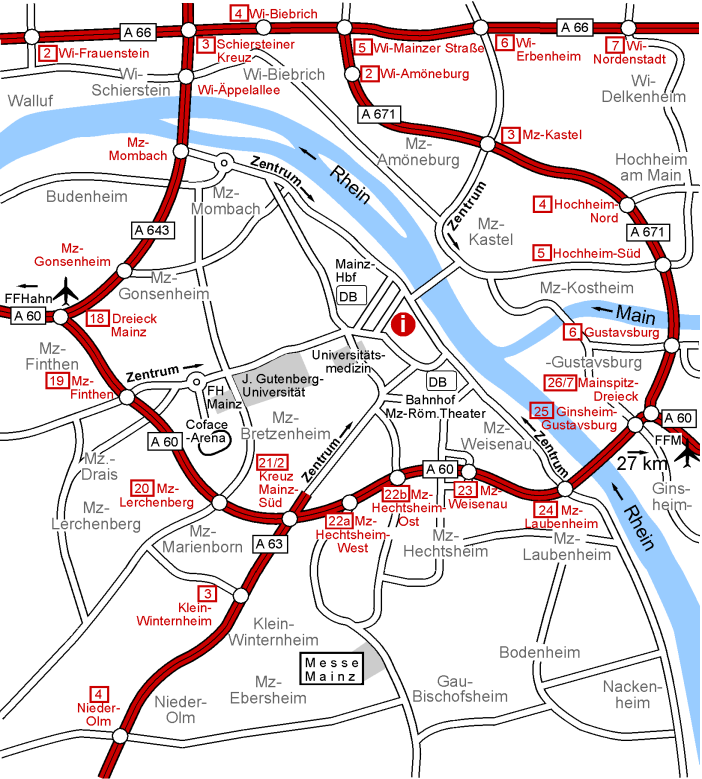 4 Wi-Biebrich
A 66
A 66
2 Wi-Frauenstein
3 Schiersteiner
Kreuz
5 Wi-Mainzer Straße
6 Wi-
Erbenheim
7 Wi-
Nordenstadt
Wi-
Schierstein
Wi-Biebrich
2 Wi-Amöneburg
Wi-Äppelallee
Wi-
Delkenheim
Walluf
A 671
3 Mz-Kastel
Mz-
Mombach
Zentrum
Rhein
Mz-
Amöneburg
Hochheim
am Main
Budenheim
Mz-
Mombach
Zentrum
4 Hochheim-
Nord
A 643
Mz-
Kastel
A 671
Mz-
Gonsenheim
5 Hochheim-Süd
Mz-
Gonsenheim
Mainz-
Hbf
DB
Mz-Kostheim
FFHahn
A 60
18 Dreieck
Mainz
i
Main
6 Gustavsburg
Mz-
Finthen
Zentrum
Universitäts-
medizin
-Gustavsburg
19 Mz-
Finthen
J. Gutenberg-
Universität
FH
Mainz
DB
26/7 Mainspitz-
Dreieck
Bahnhof
Mz-Röm.Theater
25 Ginsheim-
Gustavsburg
A 60
Coface
-Arena
Mz-
Bretzenheim
Mz-
Weisenau
Zentrum
FFM
A 60
Zentrum
27 km
Mz.-
Drais
21/2
Kreuz
Mainz-
Süd
A 60
20 Mz-
Lerchenberg
22b Mz-
Hechtsheim-
Ost
23 Mz-
Weisenau
Ginsheim-
Mz-
Lerchenberg
22a Mz-
Hechtsheim-
West
24 Mz-
Laubenheim
Rhein
Mz-
Marienborn
A 63
Mz-
Hechtsheim
Mz-
Laubenheim
3
Klein-
Winternheim
Klein-
Winternheim
Bodenheim
Messe
Mainz
Mz-
Ebersheim
Gau-
Bischofsheim
Nacken-
heim
4
Nieder-
Olm
Nieder-
Olm